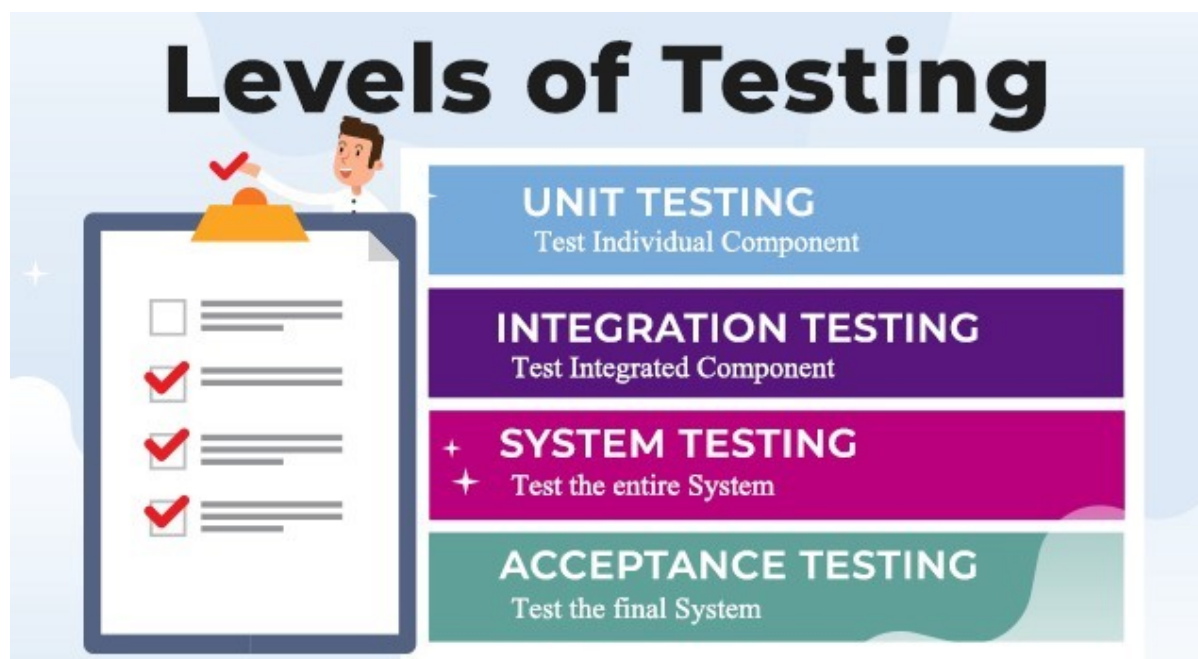 Levels of Testing
UNIT TESTING
Test Individual Component
INTEGRATION TESTING
Test Integrated Component
SYSTEM TESTING
Test the entire System
ACCEPTANCE TESTING
Test the final System